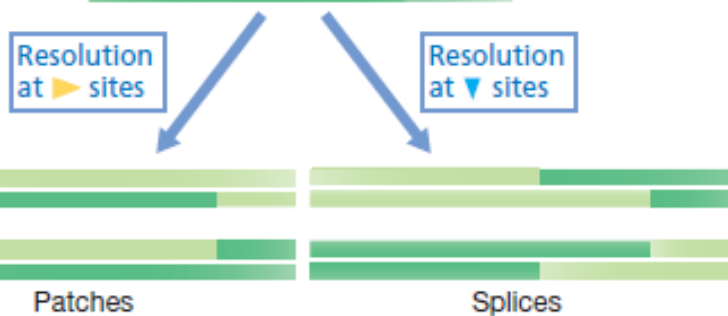 Resolution
at ▶ sites
Resolution
at ▼ sites
Patches
Splices